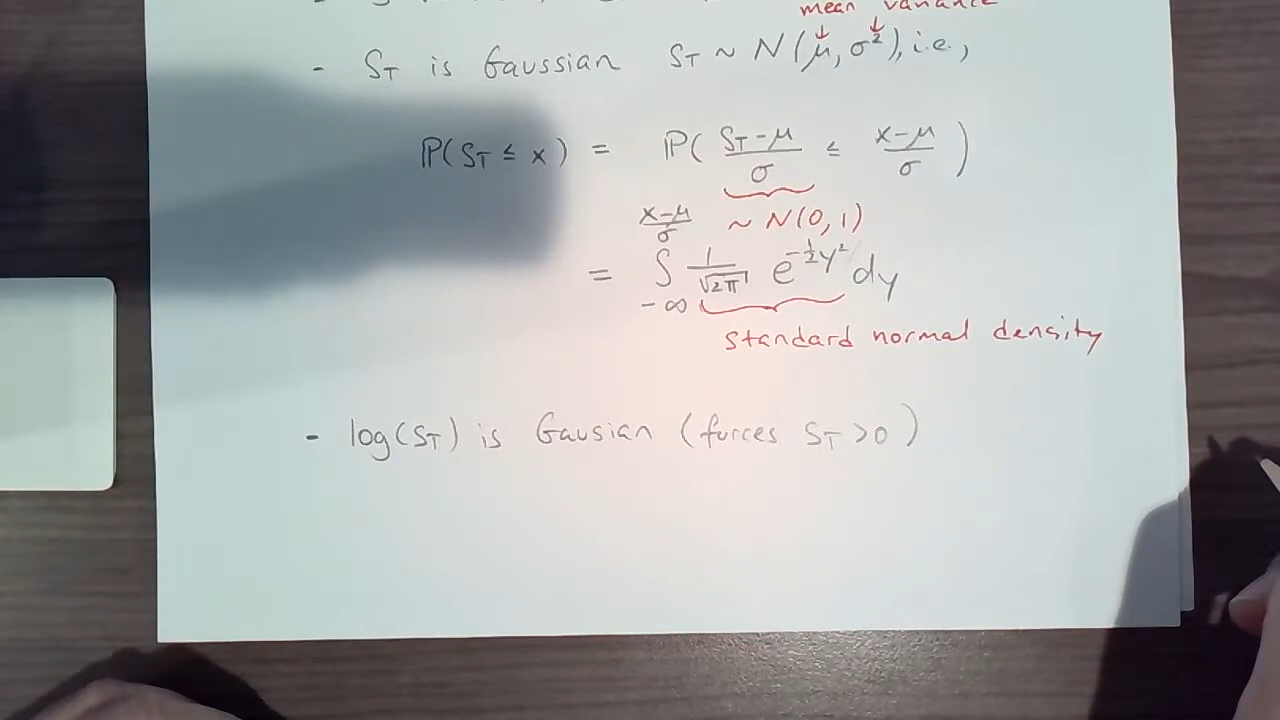 mean variance
- S_T is Gaussian S_T ~ N(μ, σ²), i.e.,
P(S_T ≤ x) = P( (S_T-μ)/σ ≤ (x-μ)/σ )
~ N(0,1)
= ∫_{-∞}^{(x-μ)/σ} 1/√2π e^{-½y²} dy
standard normal density
- log(S_T) is Gausian (forces S_T >0)